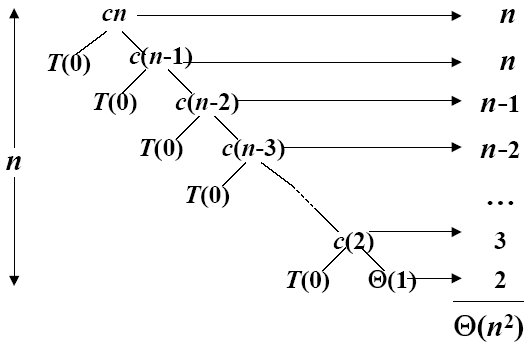 cn n
T(0) c(n-1) n
T(0) c(n-2) n-1
T(0) c(n-3) n-2
n
T(0) ...
c(2) 3
T(0) Θ(1) 2
Θ(n²)